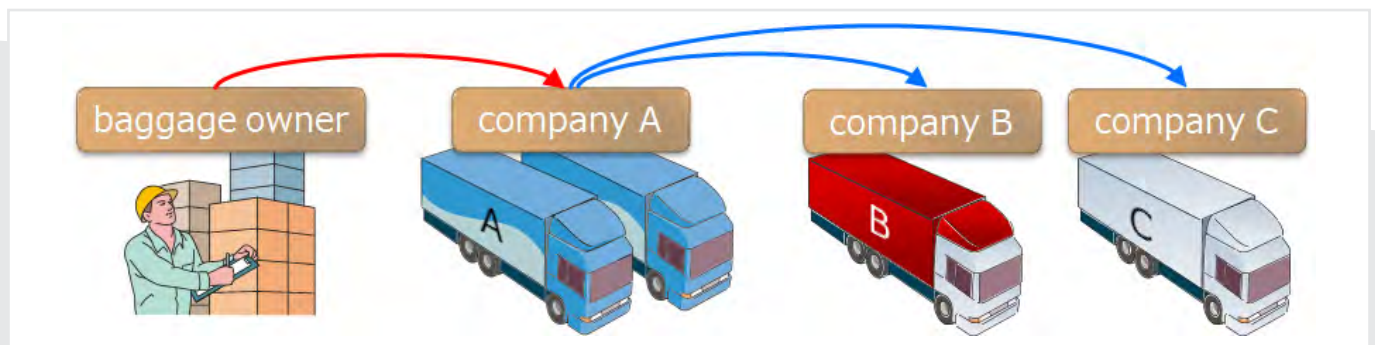 baggage owner
company A
company B
company C
A
B
C